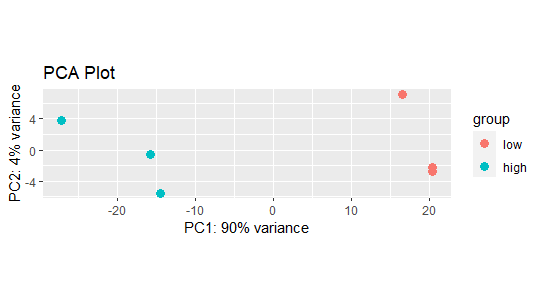 PCA Plot
PC2: 4% variance
4
0
-4
-20
-10
0
10
20
PC1: 90% variance
group
low
high